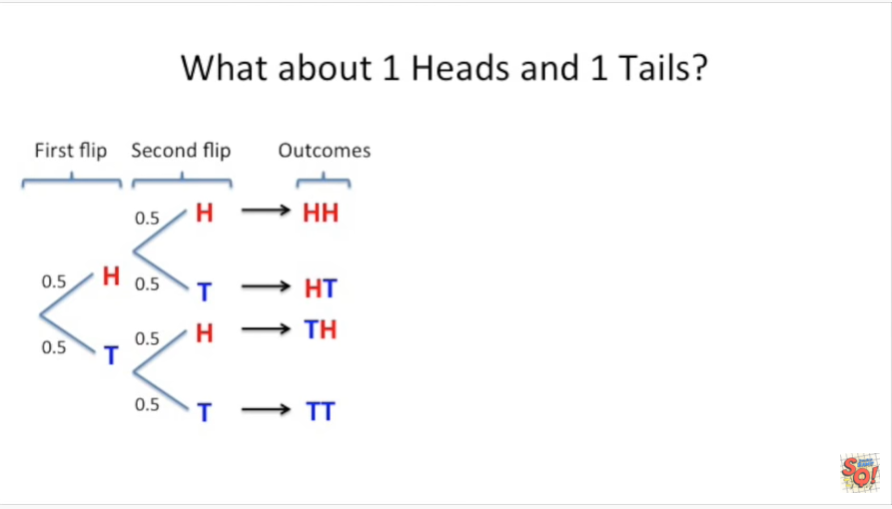 What about 1 Heads and 1 Tails?
First flip Second flip Outcomes
0.5 H HH
0.5 H 0.5 T HT
0.5 H TH
0.5 T
0.5 T TT
SQ!